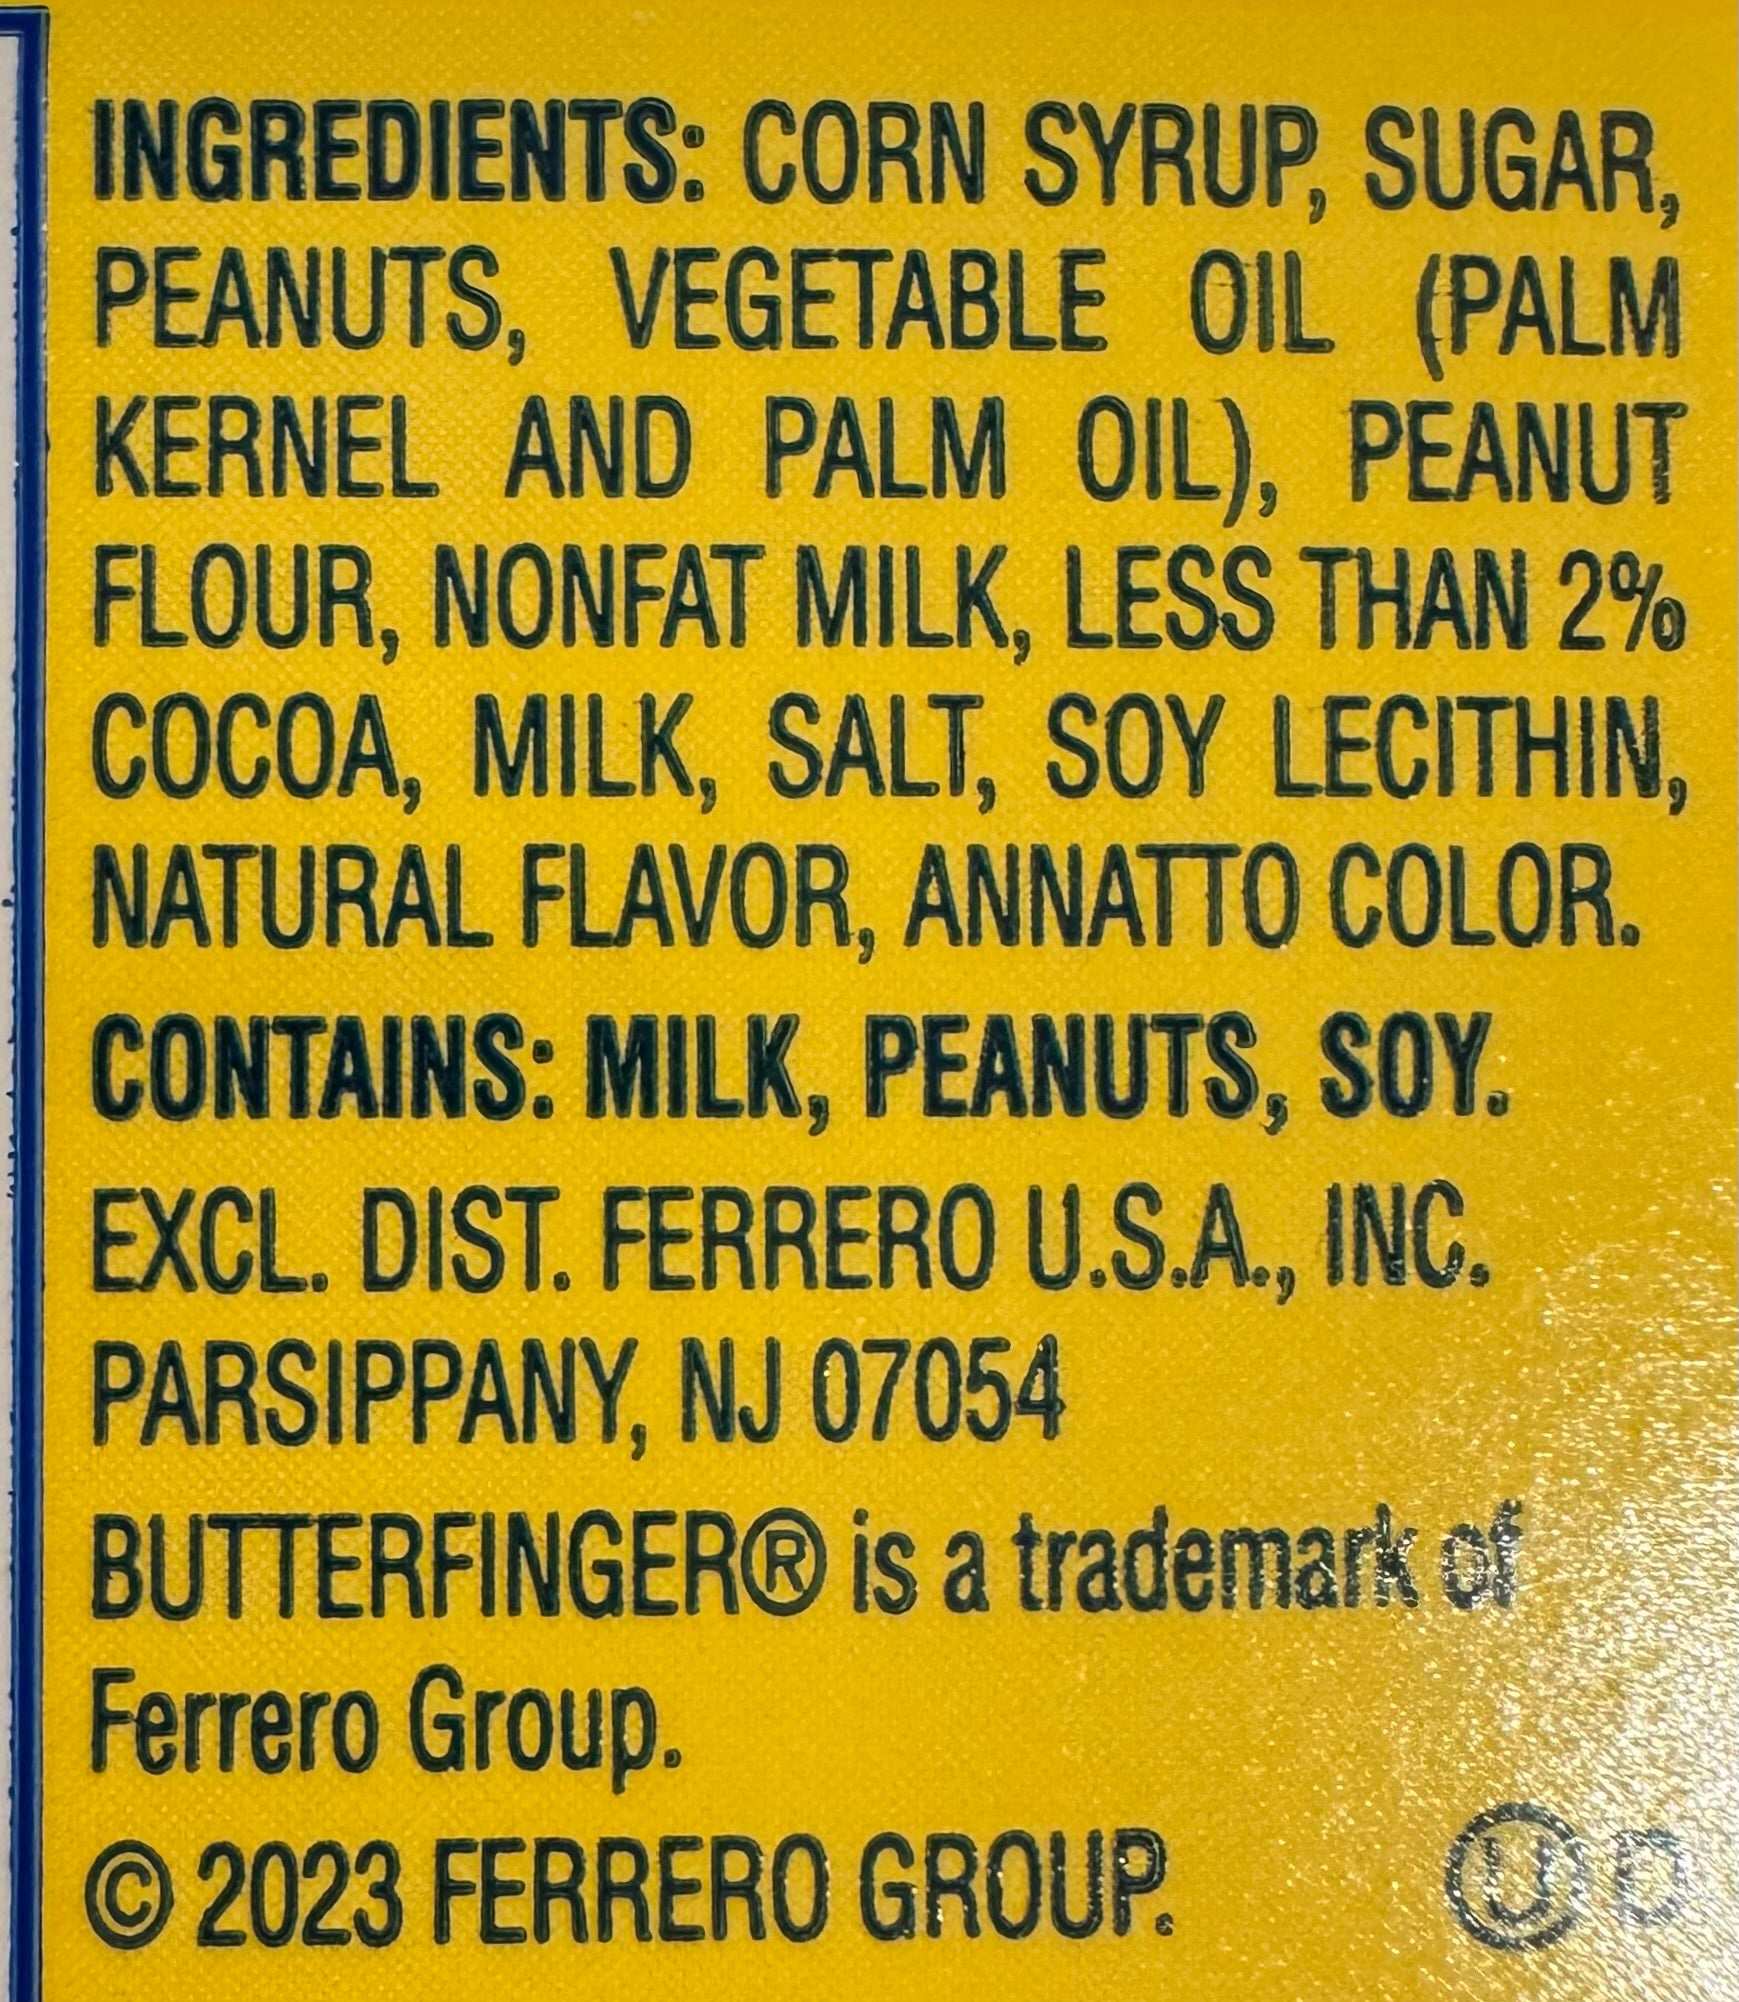 INGREDIENTS: CORN SYRUP, SUGAR,
PEANUTS, VEGETABLE OIL (PALM
KERNEL AND PALM OIL), PEANUT
FLOUR, NONFAT MILK, LESS THAN 2%
COCOA, MILK, SALT, SOY LECITHIN,
NATURAL FLAVOR, ANNATTO COLOR.
CONTAINS: MILK, PEANUTS, SOY.
EXCL. DIST. FERRERO U.S.A., INC.
PARSIPPANY, NJ 07054
BUTTERFINGER® is a trademark of
Ferrero Group.
© 2023 FERRERO GROUP.
Ⓤ D